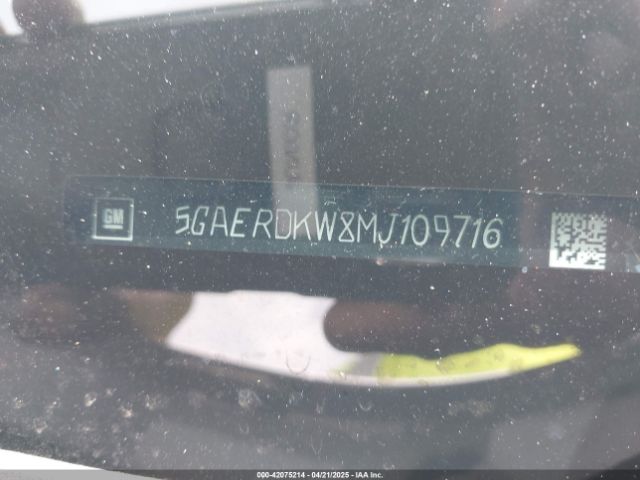 GM 5GAERDKW8MJ109716
000-42075214 - 04/21/2025 - IAA Inc.